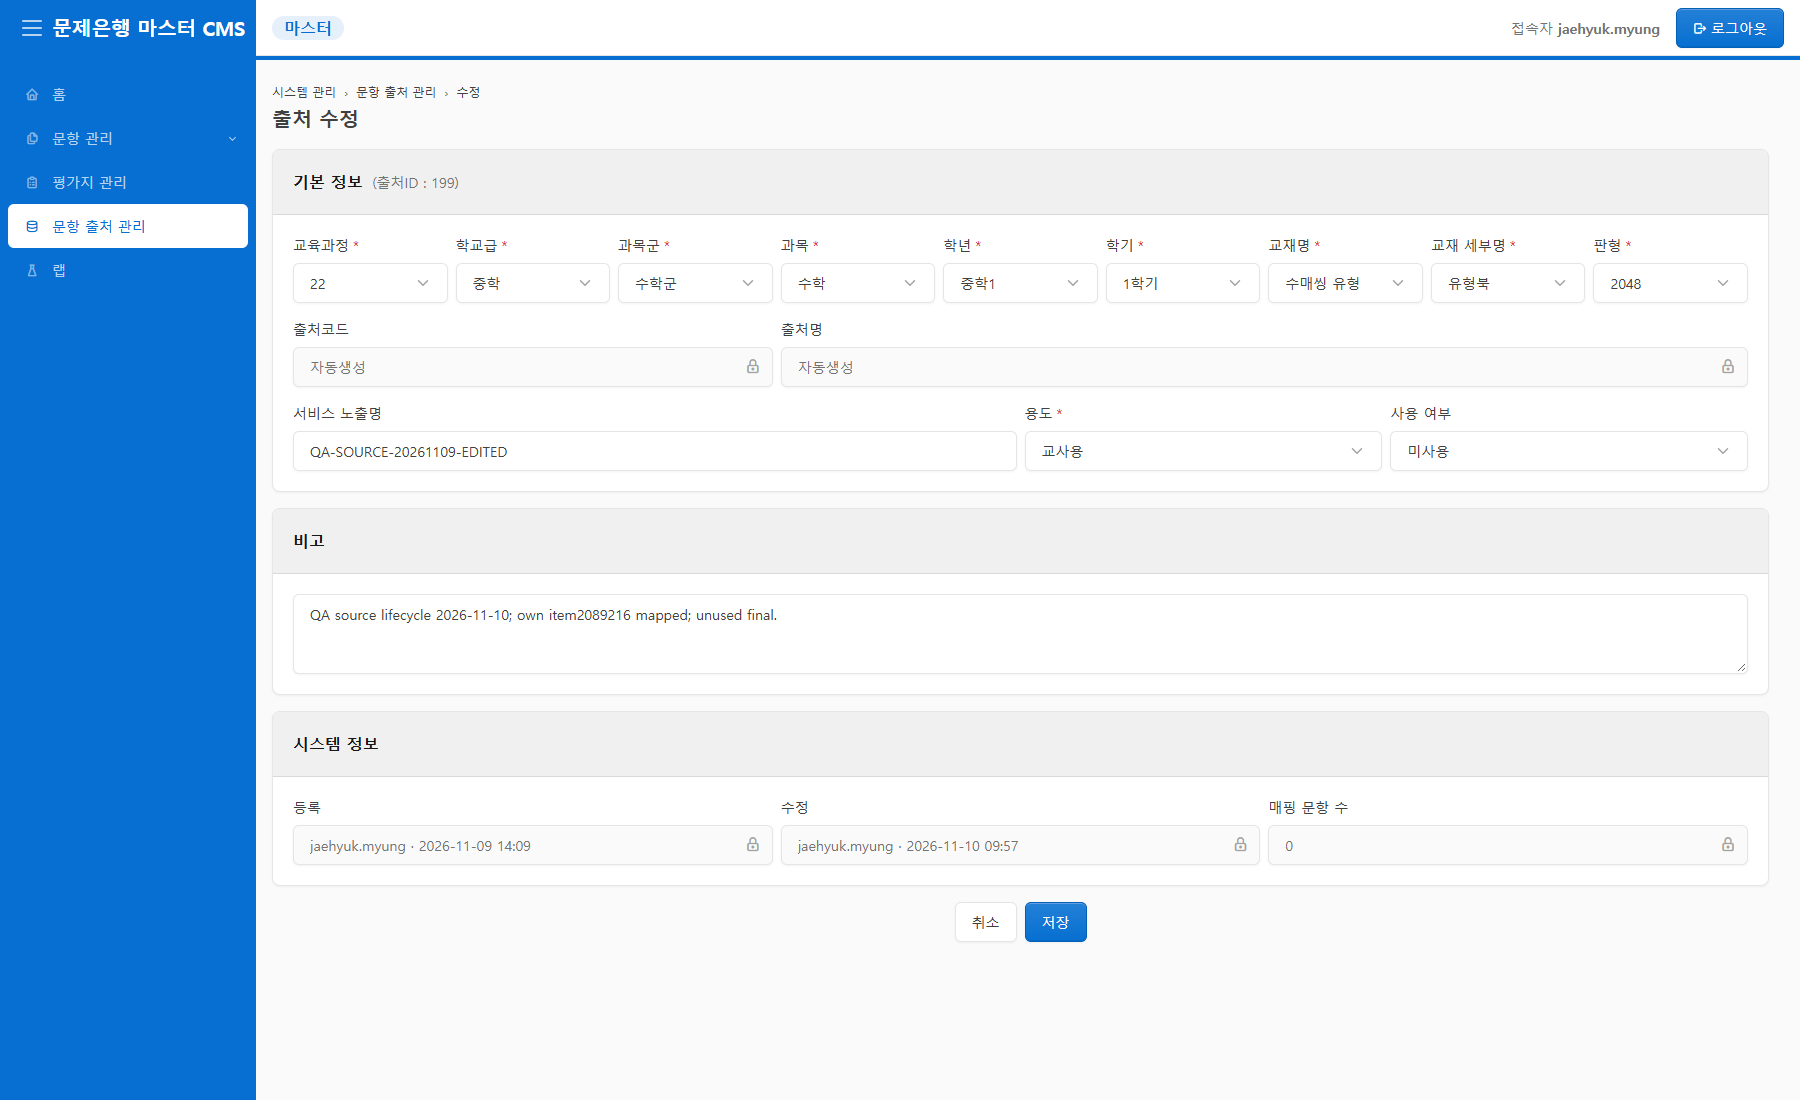 문제은행 마스터 CMS
마스터
접속자 jaehyuk.myung
로그아웃
홈
문항 관리
평가지 관리
문항 출처 관리
랩
시스템 관리 › 문항 출처 관리 › 수정
출처 수정
기본 정보 (출처ID : 199)
교육과정 * 학교급 * 과목군 * 과목 * 학년 * 학기 * 교재명 * 교재 세부명 * 판형 *
22 중학 수학군 수학 중학1 1학기 수매씽 유형 유형북 2048
출처코드 출처명
자동생성 자동생성
서비스 노출명 용도 * 사용 여부
QA-SOURCE-20261109-EDITED 교사용 미사용
비고
QA source lifecycle 2026-11-10; own item2089216 mapped; unused final.
시스템 정보
등록 수정 매핑 문항 수
jaehyuk.myung · 2026-11-09 14:09 jaehyuk.myung · 2026-11-10 09:57 0
취소 저장